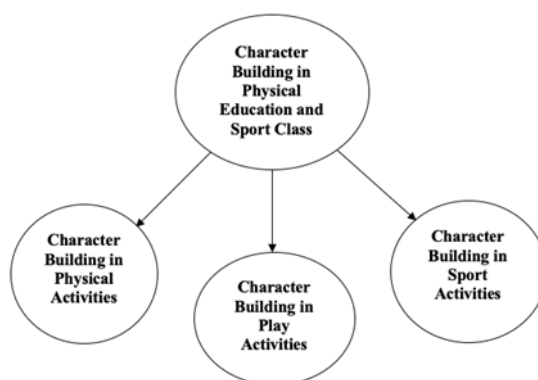 Character
Building in
Physical
Education and
Sport Class
Character
Building in
Physical
Activities
Character
Building in
Play
Activities
Character
Building in
Sport
Activities